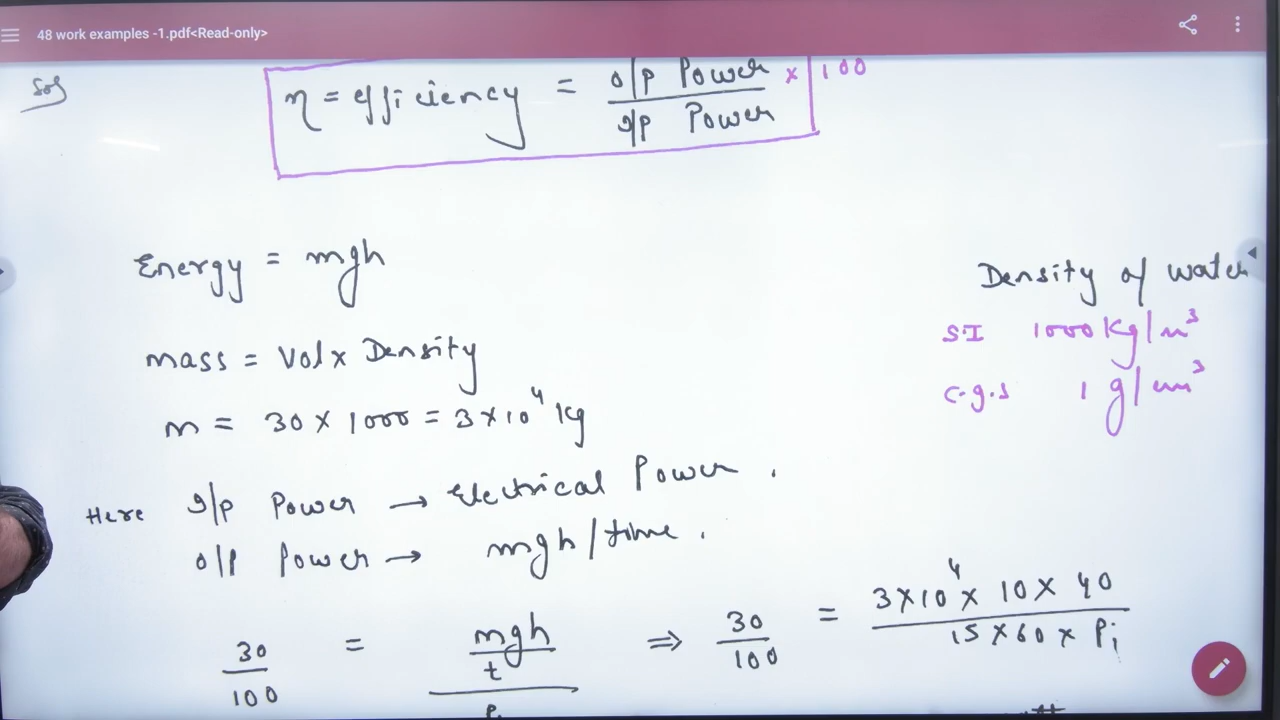 48 work examples -1.pdf<Read-only>
Sol
η = efficiency = o/p Power / I/p Power × 100
Energy = mgh
Density of water
mass = Vol x Density
S.I 1000 kg/m³
c.g.s 1 g/cm³
m = 30 × 1000 = 3 × 10⁴ kg
Here I/p Power → Electrical Power .
o/p Power → mgh/time .
30/100 = mgh/t / P ⇒ 30/100 = 3×10⁴ × 10 × 40 / 15 × 60 × Pi